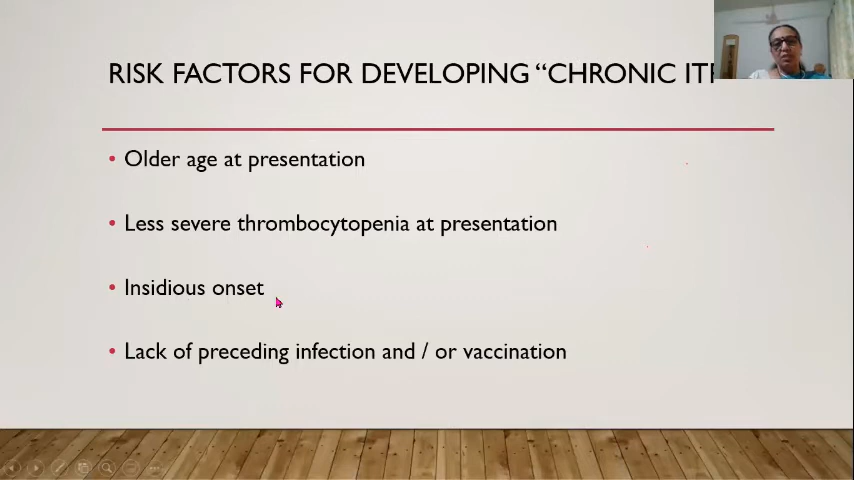 RISK FACTORS FOR DEVELOPING “CHRONIC ITP
• Older age at presentation
• Less severe thrombocytopenia at presentation
• Insidious onset
• Lack of preceding infection and / or vaccination